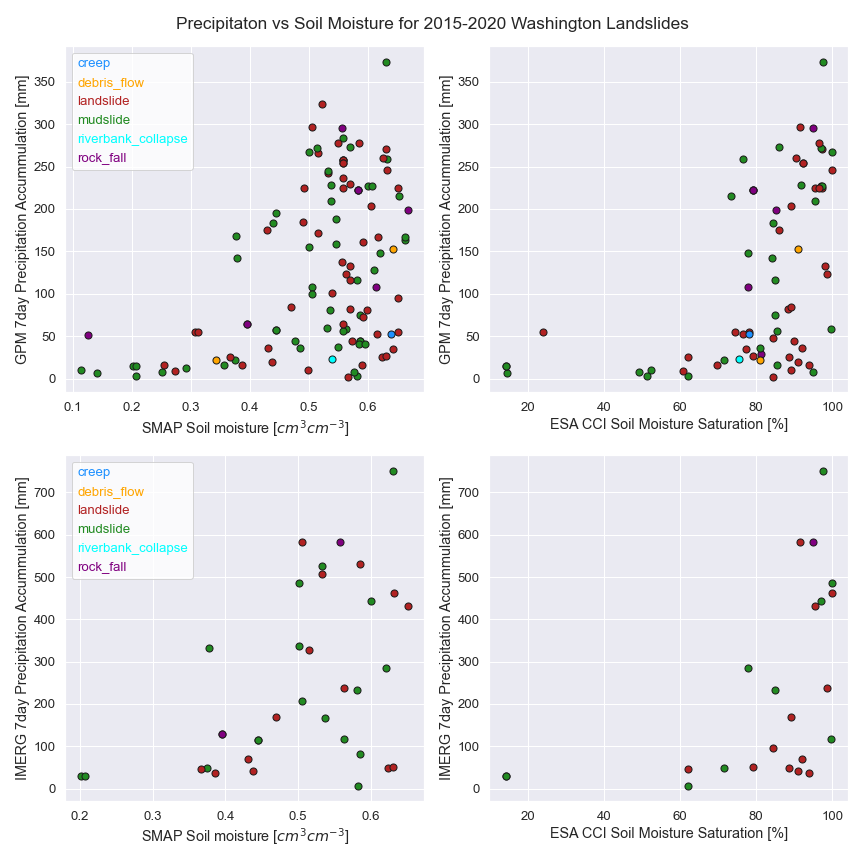 Precipitaton vs Soil Moisture for 2015-2020 Washington Landslides
GPM 7day Precipitation Accummulation [mm]
350
300
250
200
150
100
50
0
creep
debris_flow
landslide
mudslide
riverbank_collapse
rock_fall
0.1 0.2 0.3 0.4 0.5 0.6
SMAP Soil moisture [cm³cm⁻³]
GPM 7day Precipitation Accummulation [mm]
350
300
250
200
150
100
50
0
20 40 60 80 100
ESA CCI Soil Moisture Saturation [%]
IMERG 7day Precipitation Accummulation [mm]
700
600
500
400
300
200
100
0
creep
debris_flow
landslide
mudslide
riverbank_collapse
rock_fall
0.2 0.3 0.4 0.5 0.6
SMAP Soil moisture [cm³cm⁻³]
IMERG 7day Precipitation Accummulation [mm]
700
600
500
400
300
200
100
0
20 40 60 80 100
ESA CCI Soil Moisture Saturation [%]